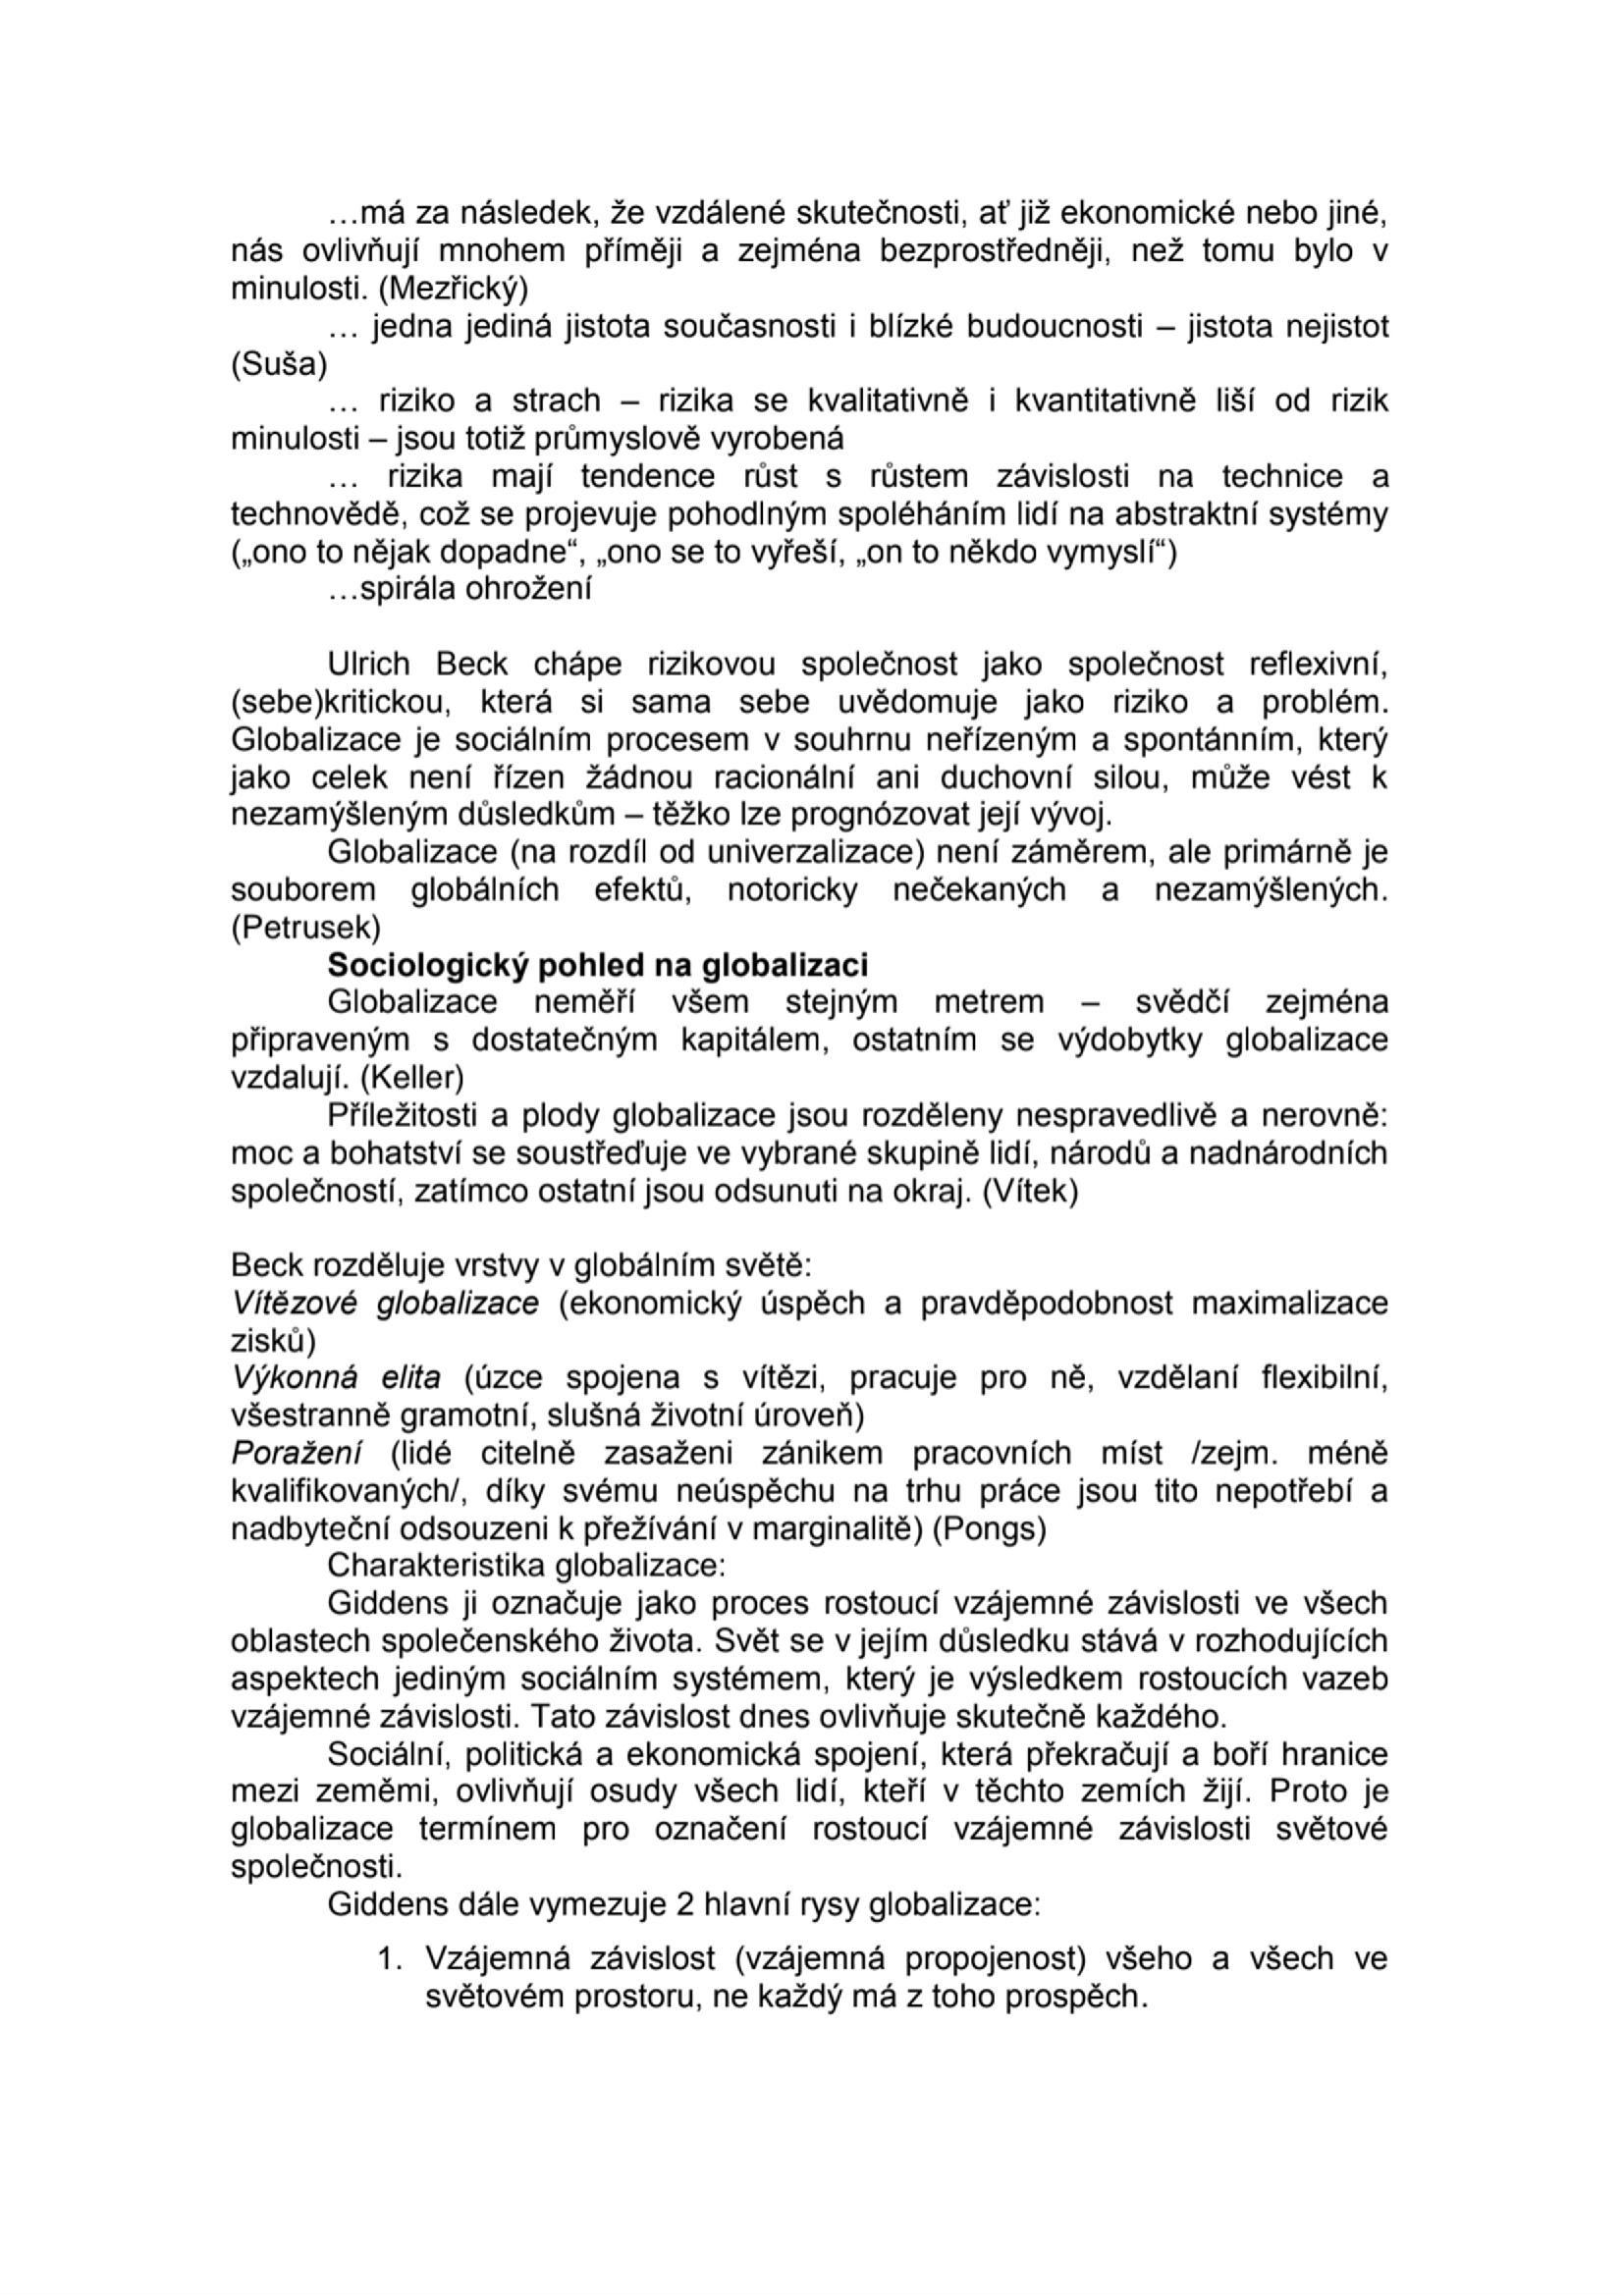 …má za následek, že vzdálené skutečnosti, ať již ekonomické nebo jiné,
nás ovlivňují mnohem příměji a zejména bezprostředněji, než tomu bylo v
minulosti. (Mezřický)
… jedna jediná jistota současnosti i blízké budoucnosti – jistota nejistot
(Suša)
… riziko a strach – rizika se kvalitativně i kvantitativně liší od rizik
minulosti – jsou totiž průmyslově vyrobená
… rizika mají tendence růst s růstem závislosti na technice a
technovědě, což se projevuje pohodlným spoléháním lidí na abstraktní systémy
(„ono to nějak dopadne“, „ono se to vyřeší, „on to někdo vymyslí“)
…spirála ohrožení
Ulrich Beck chápe rizikovou společnost jako společnost reflexivní,
(sebe)kritickou, která si sama sebe uvědomuje jako riziko a problém.
Globalizace je sociálním procesem v souhrnu neřízeným a spontánním, který
jako celek není řízen žádnou racionální ani duchovní silou, může vést k
nezamýšleným důsledkům – těžko lze prognózovat její vývoj.
Globalizace (na rozdíl od univerzalizace) není záměrem, ale primárně je
souborem globálních efektů, notoricky nečekaných a nezamýšlených.
(Petrusek)
Sociologický pohled na globalizaci
Globalizace neměří všem stejným metrem – svědčí zejména
připraveným s dostatečným kapitálem, ostatním se výdobytky globalizace
vzdalují. (Keller)
Příležitosti a plody globalizace jsou rozděleny nespravedlivě a nerovně:
moc a bohatství se soustřeďuje ve vybrané skupině lidí, národů a nadnárodních
společností, zatímco ostatní jsou odsunuti na okraj. (Vítek)
Beck rozděluje vrstvy v globálním světě:
Vítězové globalizace (ekonomický úspěch a pravděpodobnost maximalizace
zisků)
Výkonná elita (úzce spojena s vítězi, pracuje pro ně, vzdělaní flexibilní,
všestranně gramotní, slušná životní úroveň)
Poražení (lidé citelně zasaženi zánikem pracovních míst /zejm. méně
kvalifikovaných/, díky svému neúspěchu na trhu práce jsou tito nepotřebí a
nadbyteční odsouzeni k přežívání v marginalitě) (Pongs)
Charakteristika globalizace:
Giddens ji označuje jako proces rostoucí vzájemné závislosti ve všech
oblastech společenského života. Svět se v jejím důsledku stává v rozhodujících
aspektech jediným sociálním systémem, který je výsledkem rostoucích vazeb
vzájemné závislosti. Tato závislost dnes ovlivňuje skutečně každého.
Sociální, politická a ekonomická spojení, která překračují a boří hranice
mezi zeměmi, ovlivňují osudy všech lidí, kteří v těchto zemích žijí. Proto je
globalizace termínem pro označení rostoucí vzájemné závislosti světové
společnosti.
Giddens dále vymezuje 2 hlavní rysy globalizace:
1. Vzájemná závislost (vzájemná propojenost) všeho a všech ve
světovém prostoru, ne každý má z toho prospěch.